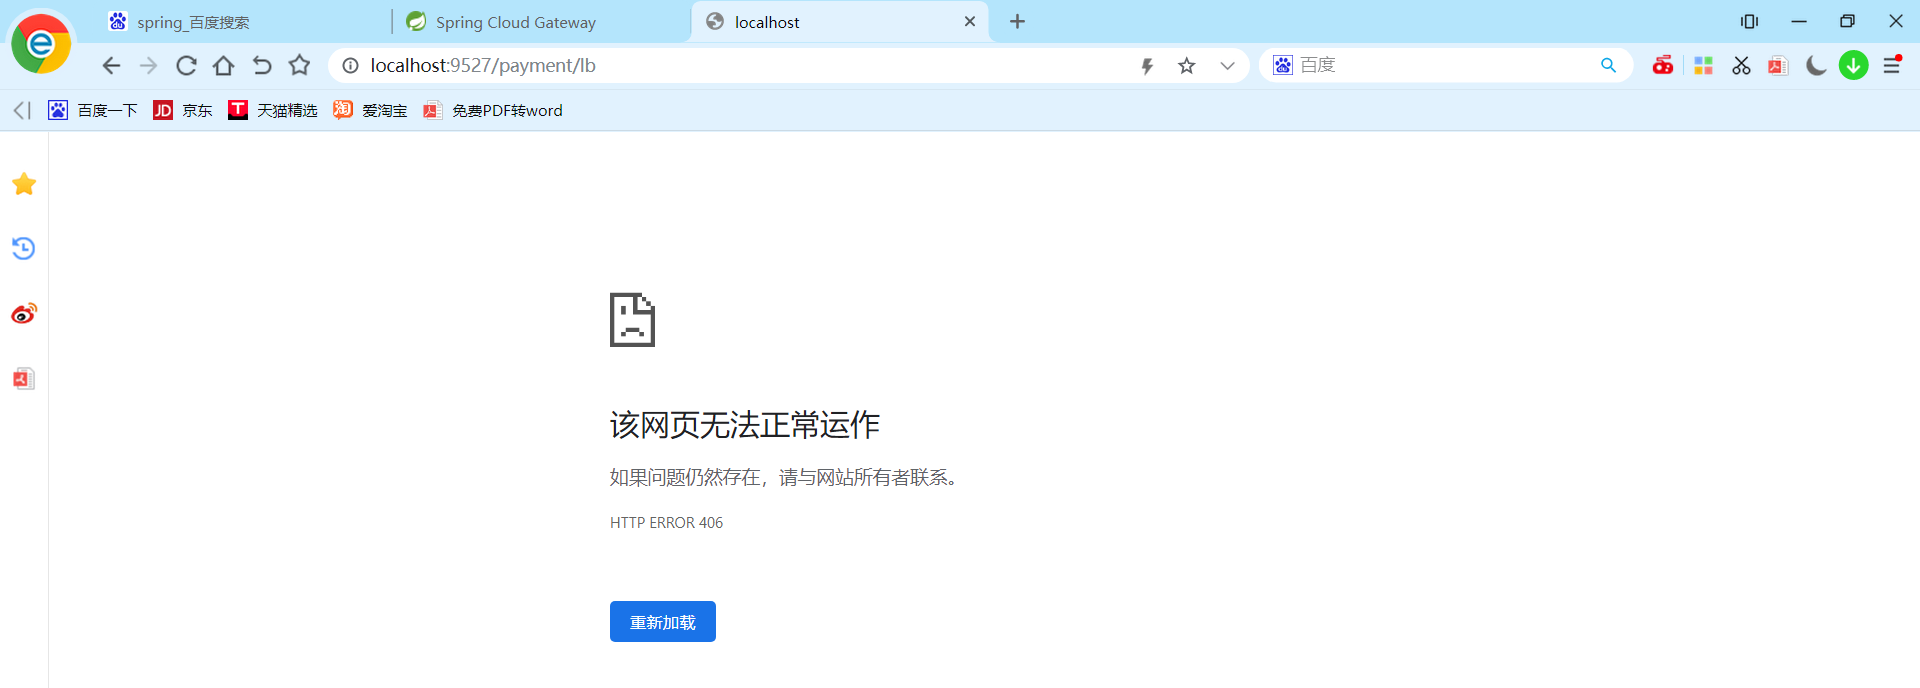 spring_百度搜索
Spring Cloud Gateway
localhost
localhost:9527/payment/lb
百度
百度一下
JD 京东
T 天猫精选
淘 爱淘宝
免费PDF转word
该网页无法正常运作
如果问题仍然存在，请与网站所有者联系。
HTTP ERROR 406
重新加载